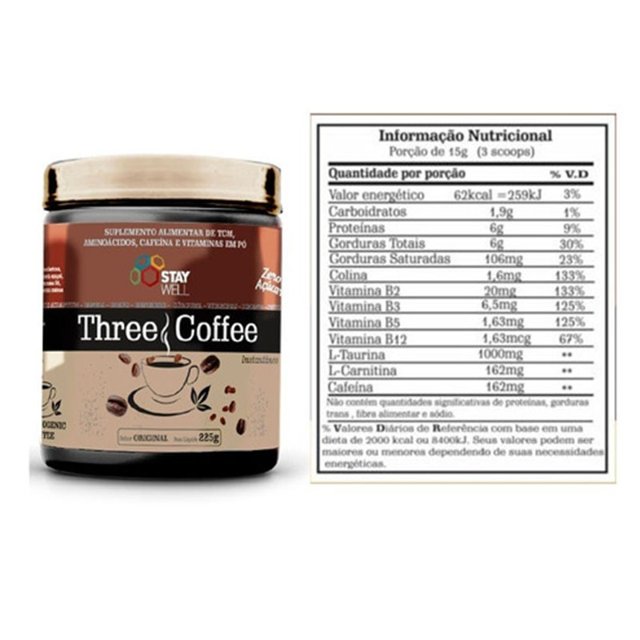 SUPLEMENTO ALIMENTAR DE TCM,
AMINOÁCIDOS, CAFEÍNA E VITAMINAS EM PÓ
STAY
WELL
Zero
Açúcar
Three Coffee
Instantâneo
OGENIC
Sabor ORIGINAL Peso Líquido 225g
Informação Nutricional
Porção de 15g (3 scoops)
Quantidade por porção % V.D
Valor energético 62kcal =259kJ 3%
Carboidratos 1,9g 1%
Proteínas 6g 9%
Gorduras Totais 6g 30%
Gorduras Saturadas 106mg 23%
Colina 1,6mg 133%
Vitamina B2 20mg 133%
Vitamina B3 6,5mg 125%
Vitamina B5 1,63mg 125%
Vitamina B12 1,63mcg 67%
L-Taurina 1000mg **
L-Carnitina 162mg **
Cafeína 162mg **
Não contém quantidades significativas de proteínas, gorduras
trans , fibra alimentar e sódio.
% Valores Diários de Referência com base em uma
dieta de 2000 kcal ou 8400kJ. Seus valores podem ser
maiores ou menores dependendo de suas necessidades
energéticas.